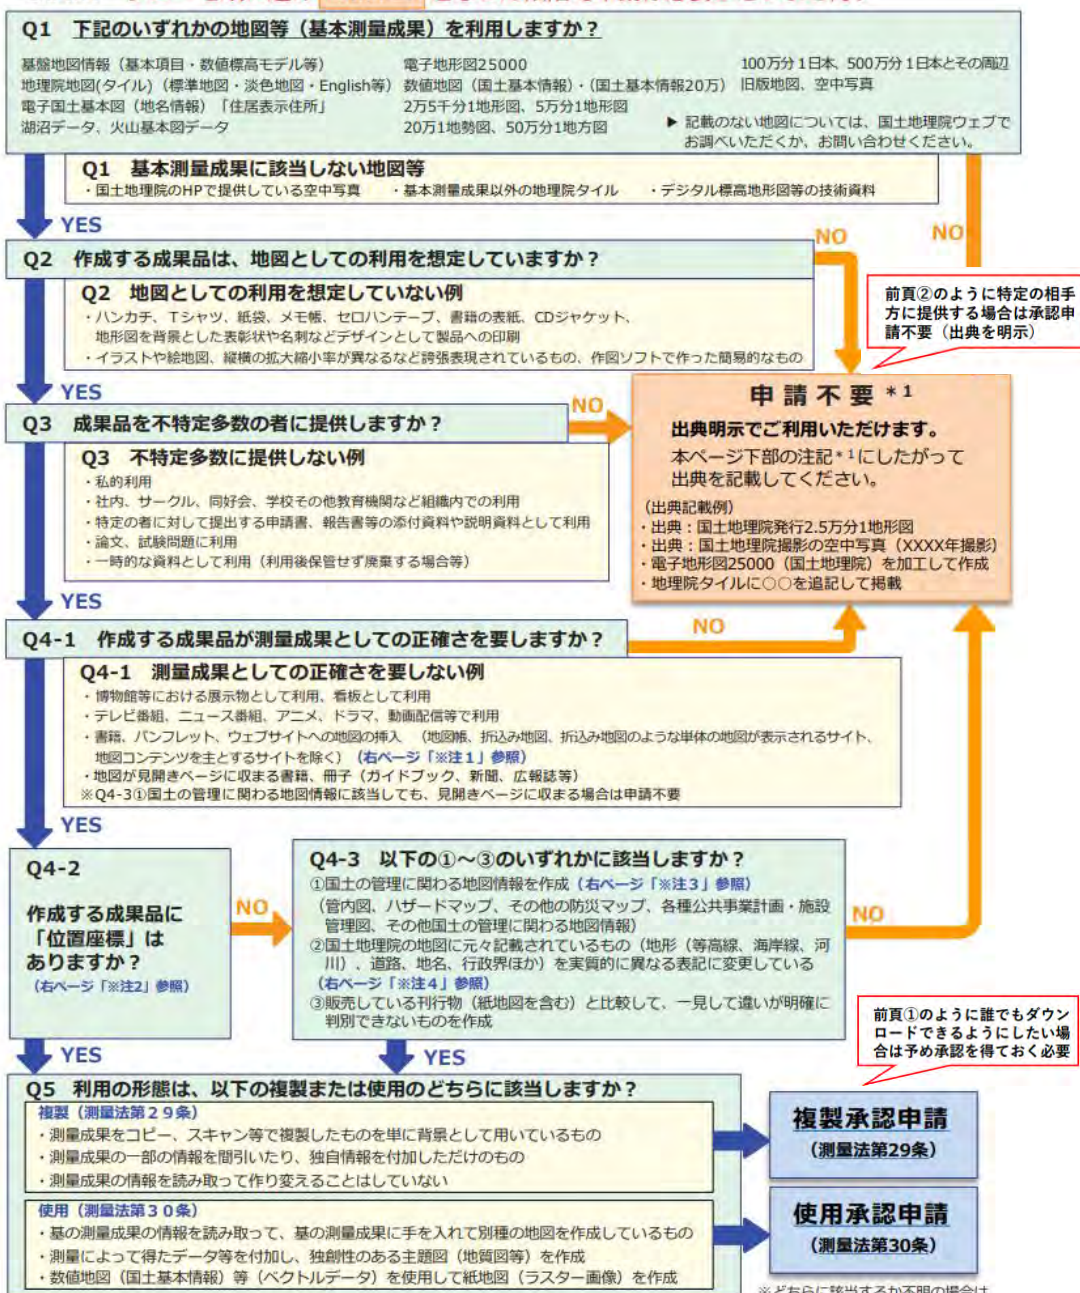 Q1 下記のいずれかの地図等（基本測量成果）を利用しますか？
基盤地図情報（基本項目・数値標高モデル等）
地理院地図(タイル)（標準地図・淡色地図・English等）
電子国土基本図（地名情報）「住居表示住所」
湖沼データ、火山基本図データ
電子地形図25000
数値地図（国土基本情報）・（国土基本情報20万）
2万5千分1地形図、5万分1地形図
20万1地勢図、50万分1地方図
100万分1日本、500万分1日本とその周辺
旧版地図、空中写真
▶ 記載のない地図については、国土地理院ウェブで
お調べいただくか、お問い合わせください。
Q1 基本測量成果に該当しない地図等
・国土地理院のHPで提供している空中写真 ・基本測量成果以外の地理院タイル ・デジタル標高地形図等の技術資料
YES
NO
NO
Q2 作成する成果品は、地図としての利用を想定していますか？
Q2 地図としての利用を想定していない例
・ハンカチ、Tシャツ、紙袋、メモ帳、セロハンテープ、書籍の表紙、CDジャケット、
地形図を背景とした表彰状や名刺などデザインとして製品への印刷
・イラストや絵地図、縦横の拡大縮小率が異なるなど誇張表現されているもの、作図ソフトで作った簡易的なもの
前頁②のように特定の相手
方に提供する場合は承認申
請不要（出典を明示）
YES
NO
Q3 成果品を不特定多数の者に提供しますか？
Q3 不特定多数に提供しない例
・私的利用
・社内、サークル、同好会、学校その他教育機関など組織内での利用
・特定の者に対して提出する申請書、報告書等の添付資料や説明資料として利用
・論文、試験問題に利用
・一時的な資料として利用（利用後保管せず廃棄する場合等）
申請不要 *1
出典明示でご利用いただけます。
本ページ下部の注記*1にしたがって
出典を記載してください。
（出典記載例）
・出典：国土地理院発行2.5万分1地形図
・出典：国土地理院撮影の空中写真（XXXX年撮影）
・電子地形図25000（国土地理院）を加工して作成
・地理院タイルに○○を追記して掲載
YES
NO
Q4-1 作成する成果品が測量成果としての正確さを要しますか？
Q4-1 測量成果としての正確さを要しない例
・博物館等における展示物として利用、看板として利用
・テレビ番組、ニュース番組、アニメ、ドラマ、動画配信等で利用
・書籍、パンフレット、ウェブサイトへの地図の挿入 （地図帳、折込み地図、折込み地図のような単体の地図が表示されるサイト、
地図コンテンツを主とするサイトを除く）（右ページ「※注１」参照）
・地図が見開きページに収まる書籍、冊子（ガイドブック、新聞、広報誌等）
※Q4-3①国土の管理に関わる地図情報に該当しても、見開きページに収まる場合は申請不要
YES
Q4-2
作成する成果品に
「位置座標」は
ありますか？
（右ページ「※注2」参照）
NO
Q4-3 以下の①～③のいずれかに該当しますか？
①国土の管理に関わる地図情報を作成（右ページ「※注３」参照）
（管内図、ハザードマップ、その他の防災マップ、各種公共事業計画・施設
管理図、その他国土の管理に関わる地図情報）
②国土地理院の地図に元々記載されているもの（地形（等高線、海岸線、河
川）、道路、地名、行政界ほか）を実質的に異なる表記に変更している
（右ページ「※注４」参照）
③販売している刊行物（紙地図を含む）と比較して、一見して違いが明確に
判別できないものを作成
NO
前頁①のように誰でもダウン
ロードできるようにしたい場
合は予め承認を得ておく必要
YES
YES
Q5 利用の形態は、以下の複製または使用のどちらに該当しますか？
複製（測量法第２９条）
・測量成果をコピー、スキャン等で複製したものを単に背景として用いているもの
・測量成果の一部の情報を間引いたり、独自情報を付加しただけのもの
・測量成果の情報を読み取って作り変えることはしていない
複製承認申請
（測量法第29条）
使用（測量法第３０条）
・基の測量成果の情報を読み取って、基の測量成果に手を入れて別種の地図を作成しているもの
・測量によって得たデータ等を付加し、独創性のある主題図（地質図等）を作成
・数値地図（国土基本情報）等（ベクトルデータ）を使用して紙地図（ラスター画像）を作成
使用承認申請
（測量法第30条）
※どちらに該当するか不明の場合は